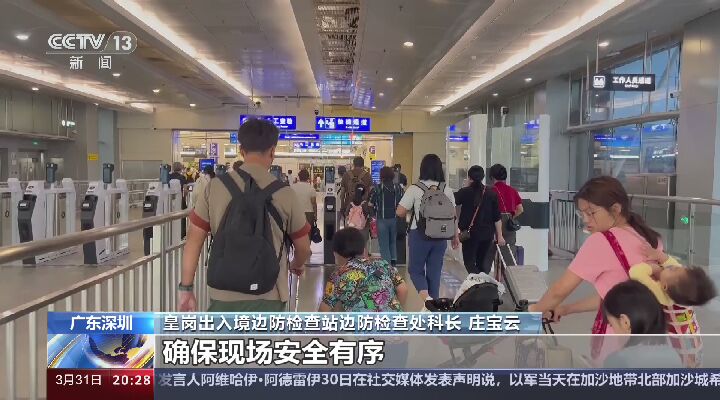 CCTV 13
新闻
工作人员通道
广东深圳
皇岗出入境边防检查站边防检查处科长 庄宝云
确保现场安全有序
3月31日 20:28
发言人阿维哈伊·阿德雷伊30日在社交媒体发表声明说，以军当天在加沙地带北部加沙城希